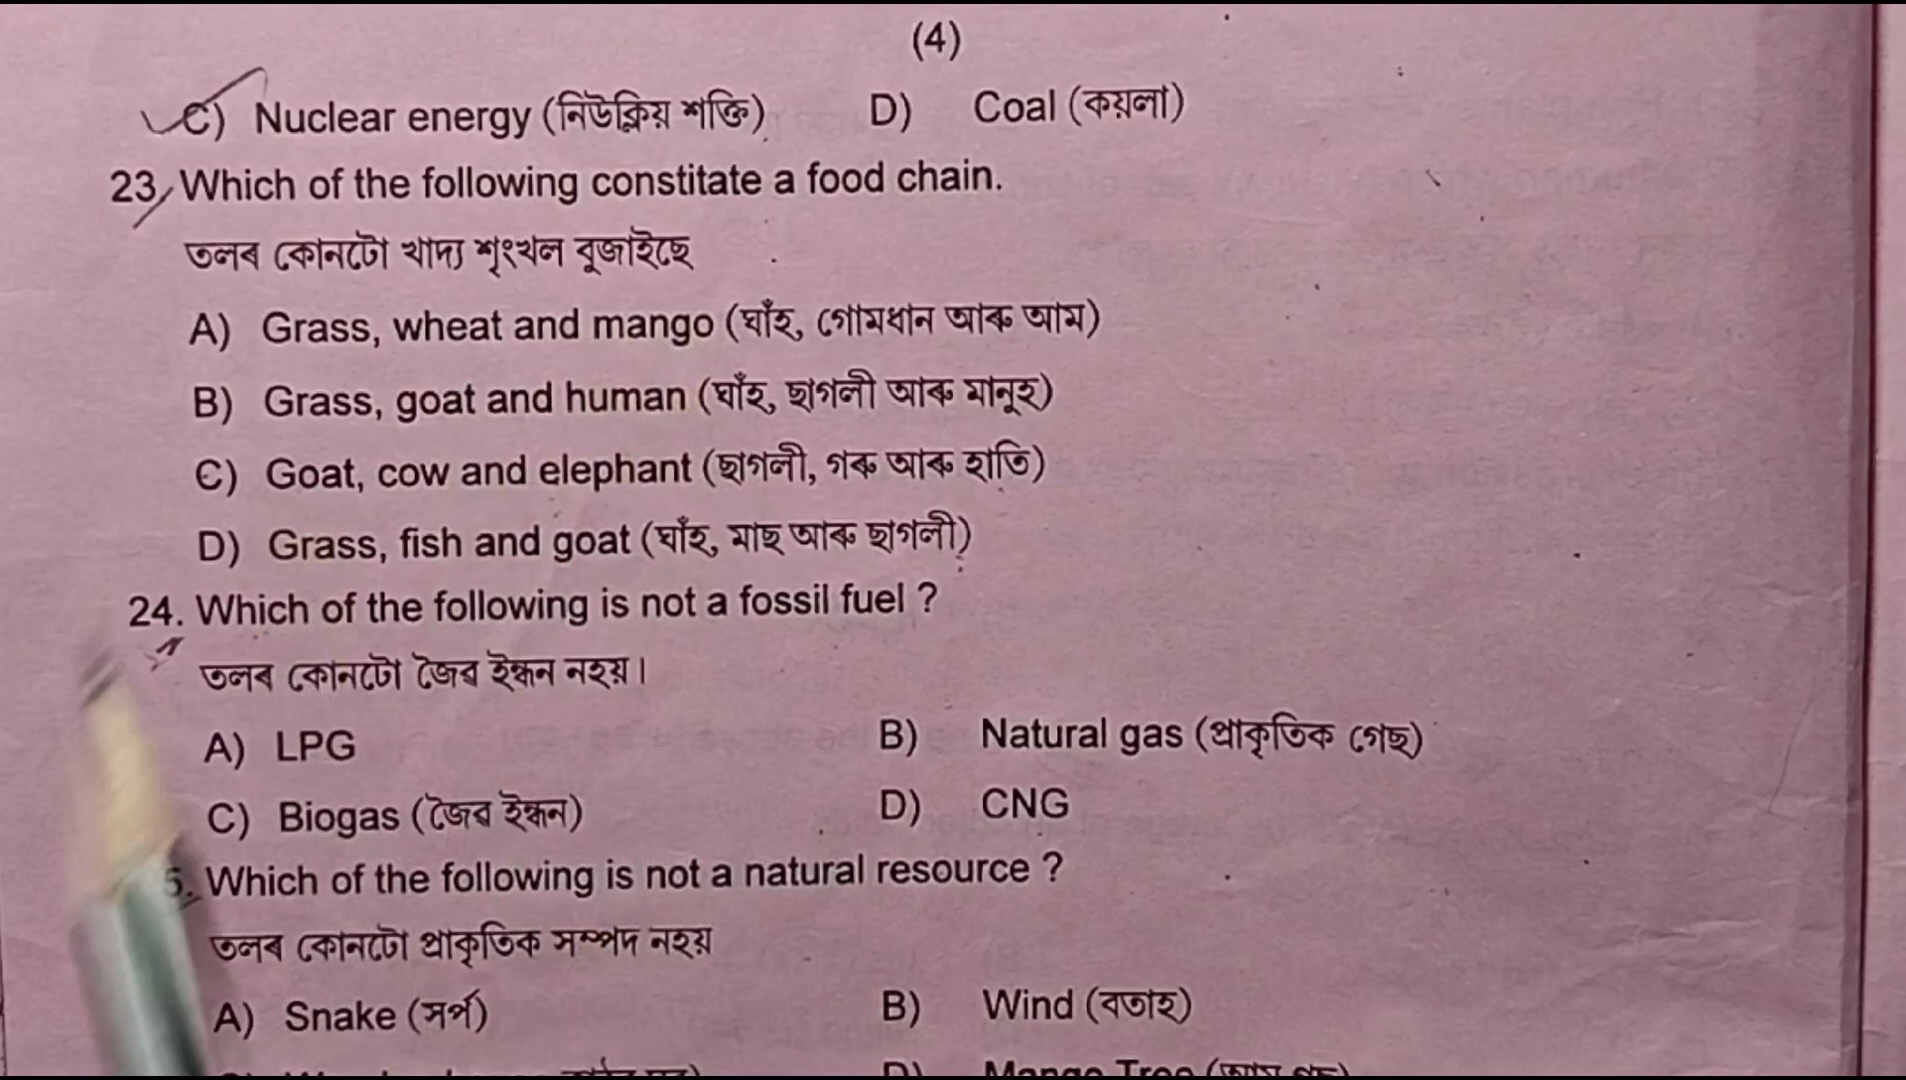 (4)
C) Nuclear energy (নিউক্লিয় শক্তি) D) Coal (কয়লা)
23. Which of the following constitate a food chain.
তলৰ কোনটো খাদ্য শৃংখল বুজাইছে
A) Grass, wheat and mango (ঘাঁহ, গোমধান আৰু আম)
B) Grass, goat and human (ঘাঁহ, ছাগলী আৰু মানুহ)
C) Goat, cow and elephant (ছাগলী, গৰু আৰু হাতি)
D) Grass, fish and goat (ঘাঁহ, মাছ আৰু ছাগলী)
24. Which of the following is not a fossil fuel ?
তলৰ কোনটো জৈৱ ইন্ধন নহয়।
A) LPG B) Natural gas (প্ৰাকৃতিক গেছ)
C) Biogas (জৈৱ ইন্ধন) D) CNG
5. Which of the following is not a natural resource ?
তলৰ কোনটো প্ৰাকৃতিক সম্পদ নহয়
A) Snake (সৰ্প) B) Wind (বতাহ)
D) Mango Tree